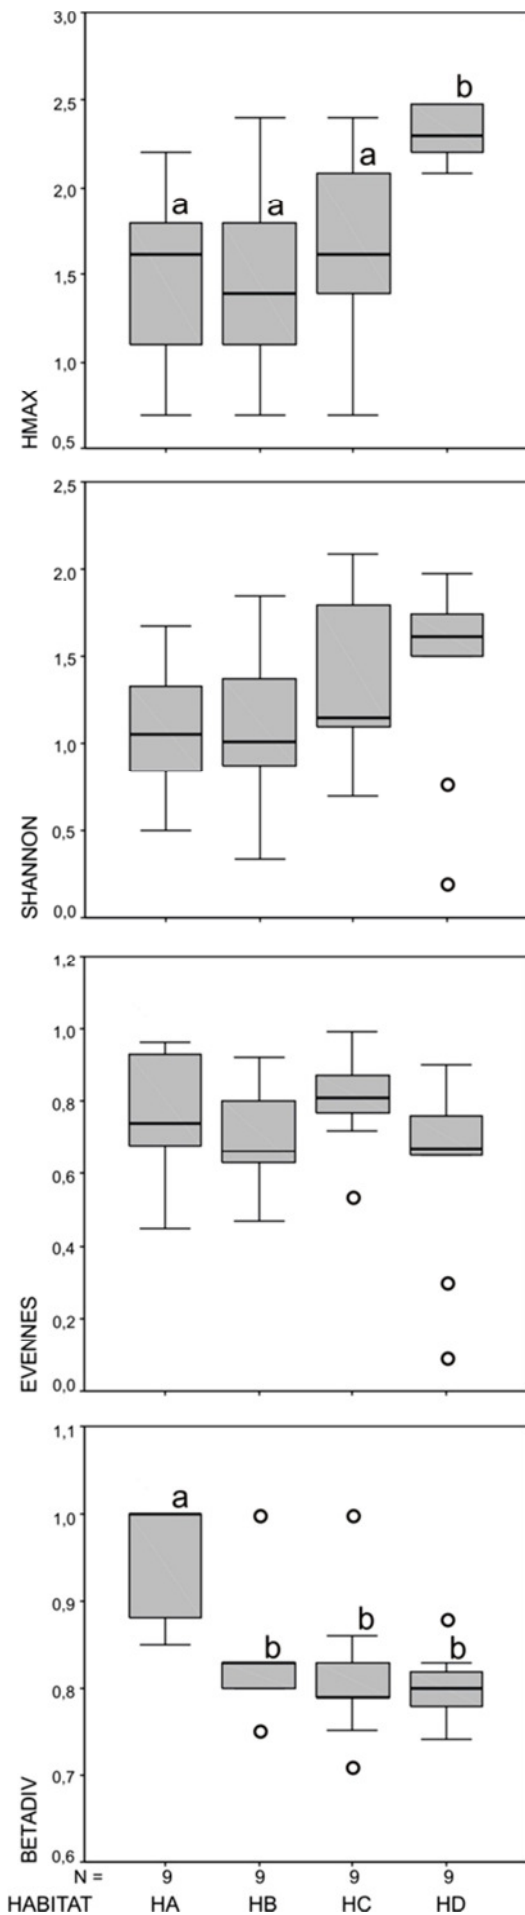 3,0
b
2,5
a
a
a
2,0
1,5
1,0
0,5
HMAX
2,5
2,0
1,5
1,0
0,5
0,0
SHANNON
1,2
1,0
0,8
0,6
0,4
0,2
0,0
EVENNES
1,1
a
1,0
0,9
b
b
b
0,8
0,7
0,6
BETADIV
N = 9 9 9 9
HABITAT HA HB HC HD